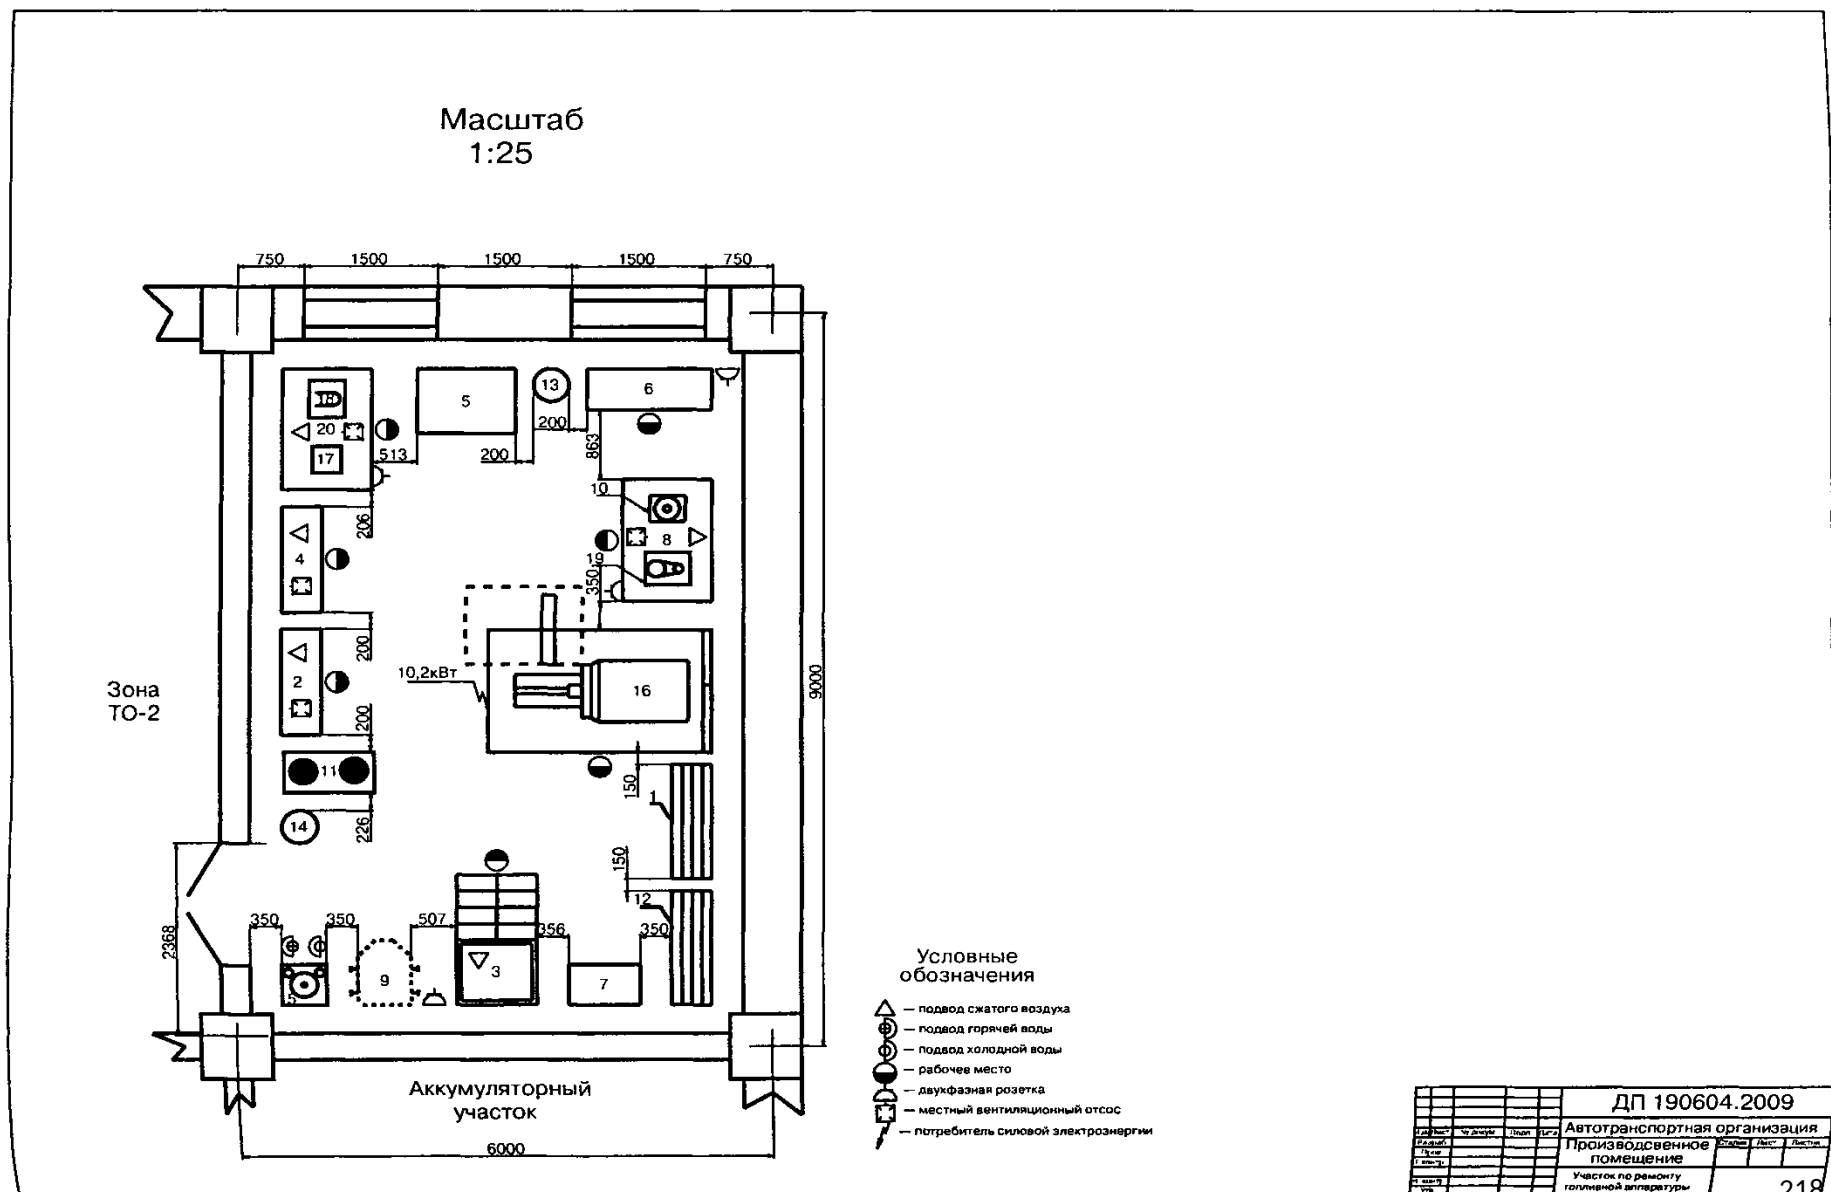 Масштаб
1:25
750 1500 1500 1500 750
18
20
17
5
13
6
513
200
200
863
10
8
19
350
206
4
200
2
200
11
14
226
10,2кВт
16
9000
Зона
ТО-2
150
1
150
12
2368
350 350 507 356 350
5
9
3
7
Аккумуляторный
участок
6000
Условные
обозначения
— подвод сжатого воздуха
— подвод горячей воды
— подвод холодной воды
— рабочее место
— двухфазная розетка
— местный вентиляционный отсос
— потребитель силовой электроэнергии
ДП 190604.2009
Автотранспортная организация
Производсвенное
помещение
Участок по ремонту
топливной аппаратуры
218